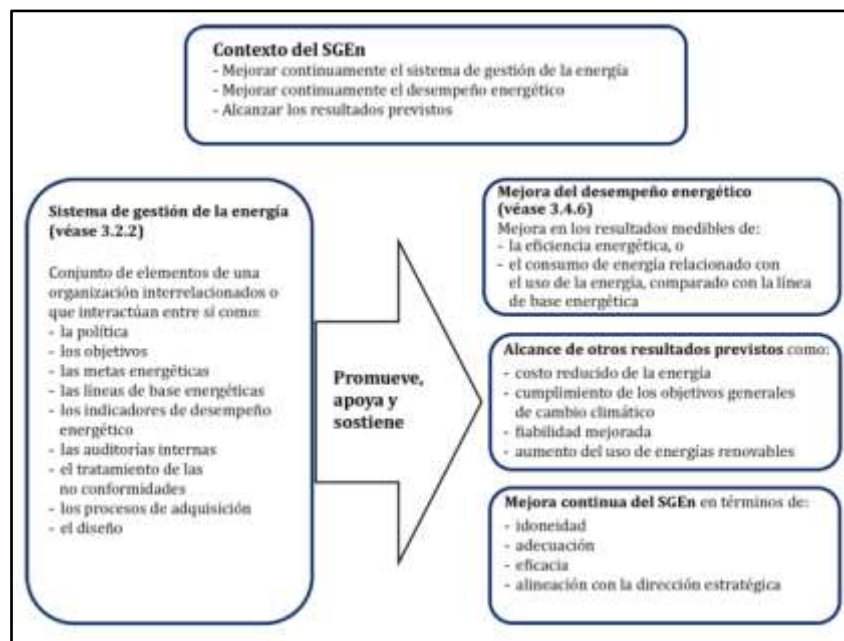 Contexto del SGEn
- Mejorar continuamente el sistema de gestión de la energía
- Mejorar continuamente el desempeño energético
- Alcanzar los resultados previstos
Sistema de gestión de la energía
(véase 3.2.2)
Conjunto de elementos de una
organización interrelacionados o
que interactúan entre sí como:
- la política
- los objetivos
- las metas energéticas
- las líneas de base energéticas
- los indicadores de desempeño
energético
- las auditorías internas
- el tratamiento de las
no conformidades
- los procesos de adquisición
- el diseño
Promueve,
apoya y
sostiene
Mejora del desempeño energético
(véase 3.4.6)
Mejora en los resultados medibles de:
- la eficiencia energética, o
- el consumo de energía relacionado con
el uso de la energía, comparado con la línea
de base energética
Alcance de otros resultados previstos como:
- costo reducido de la energía
- cumplimiento de los objetivos generales
de cambio climático
- fiabilidad mejorada
- aumento del uso de energías renovables
Mejora continua del SGEn en términos de:
- idoneidad
- adecuación
- eficacia
- alineación con la dirección estratégica